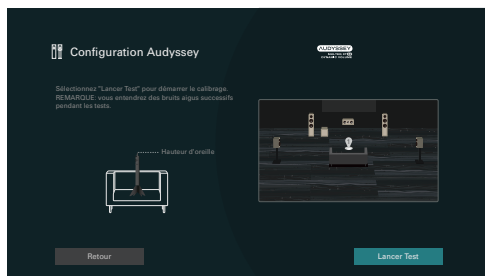 Configuration Audyssey
AUDYSSEY
Sélectionnez "Lancer Test" pour démarrer le calibrage.
REMARQUE: vous entendrez des bruits aigus successifs
pendant les tests.
Hauteur d'oreille
Retour
Lancer Test